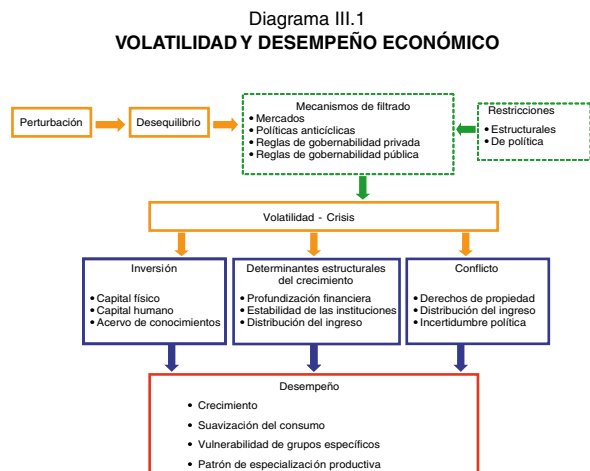 Diagrama III.1
VOLATILIDAD Y DESEMPEÑO ECONÓMICO
Perturbación
Desequilibrio
Mecanismos de filtrado
• Mercados
• Políticas anticíclicas
• Reglas de gobernabilidad privada
• Reglas de gobernabilidad pública
Restricciones
• Estructurales
• De política
Volatilidad - Crisis
Inversión
• Capital físico
• Capital humano
• Acervo de conocimientos
Determinantes estructurales
del crecimiento
• Profundización financiera
• Estabilidad de las instituciones
• Distribución del ingreso
Conflicto
• Derechos de propiedad
• Distribución del ingreso
• Incertidumbre política
Desempeño
• Crecimiento
• Suavización del consumo
• Vulnerabilidad de grupos específicos
• Patrón de especialización productiva